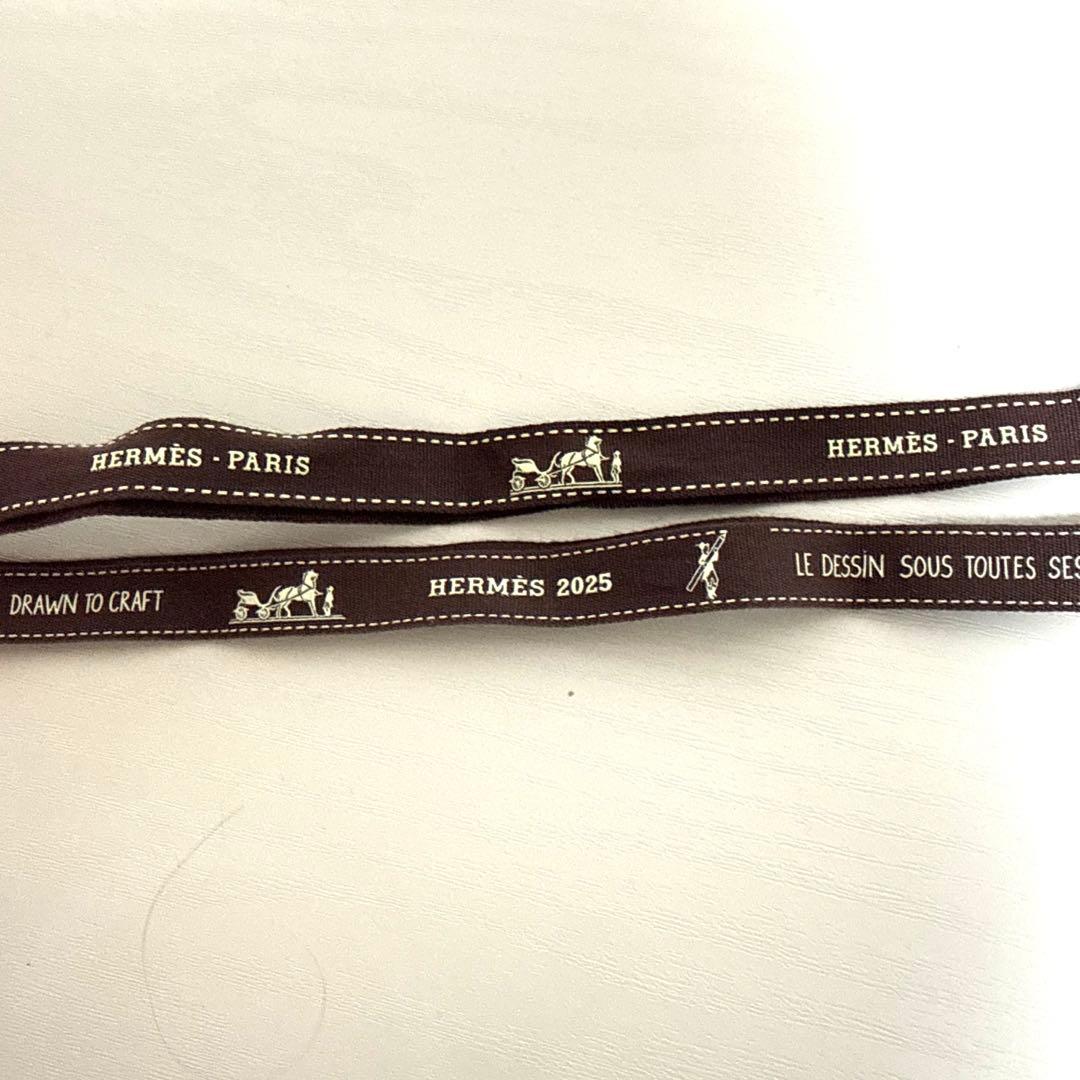 HERMÈS - PARIS HERMÈS - PARIS
DRAWN TO CRAFT HERMÈS 2025 LE DESSIN SOUS TOUTES SES